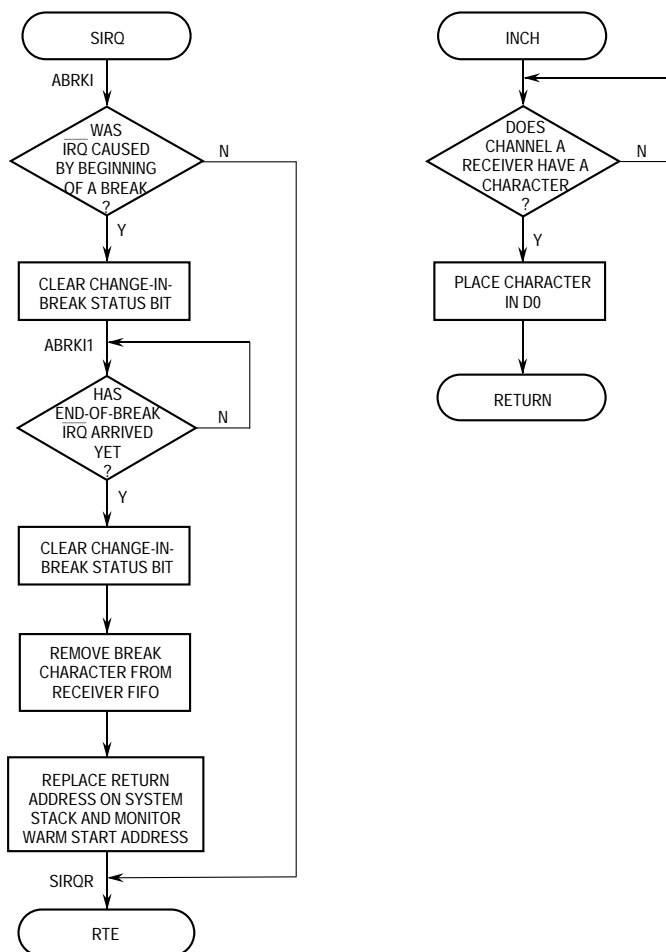 SIRQ
ABRKI
WAS
IRQ CAUSED
BY BEGINNING
OF A BREAK
?
N
Y
CLEAR CHANGE-IN-
BREAK STATUS BIT
ABRKI1
HAS
END-OF-BREAK
IRQ ARRIVED
YET
?
N
Y
CLEAR CHANGE-IN-
BREAK STATUS BIT
REMOVE BREAK
CHARACTER FROM
RECEIVER FIFO
REPLACE RETURN
ADDRESS ON SYSTEM
STACK AND MONITOR
WARM START ADDRESS
SIRQR
RTE
INCH
DOES
CHANNEL A
RECEIVER HAVE A
CHARACTER
?
N
Y
PLACE CHARACTER
IN D0
RETURN